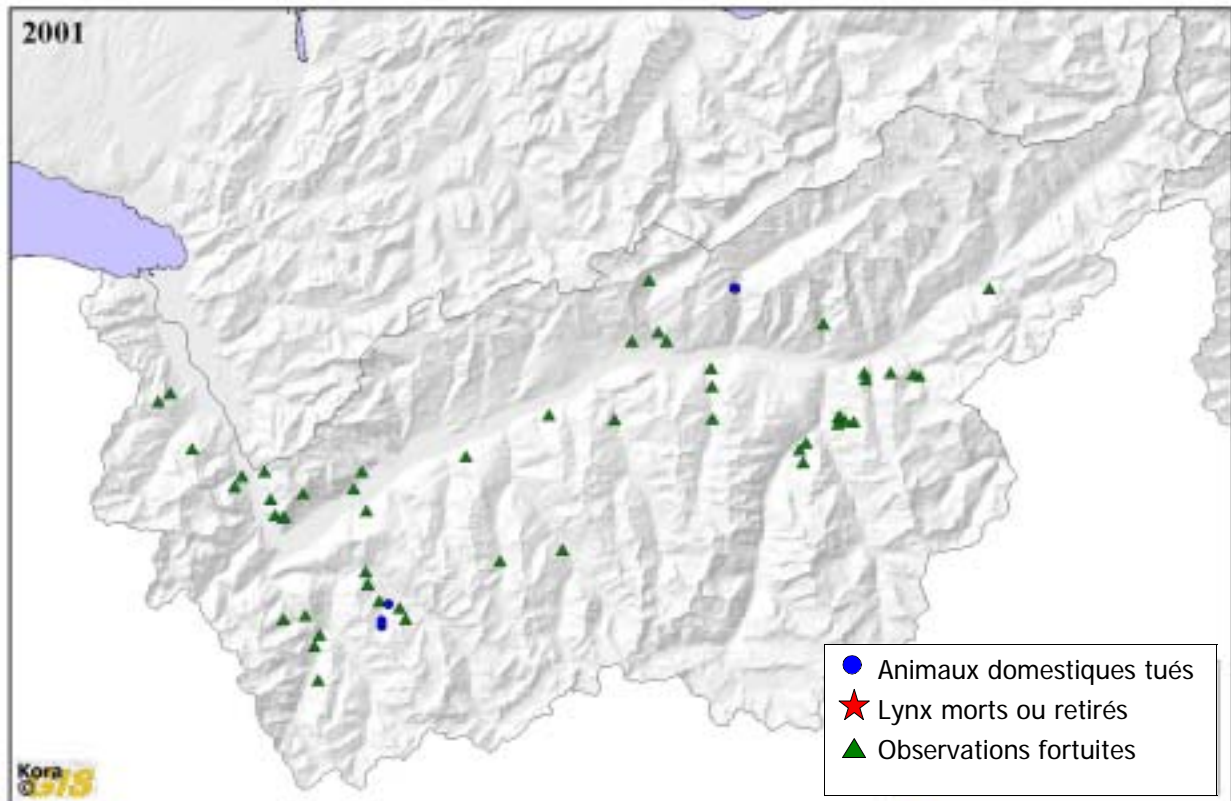 2001
Animaux domestiques tués
Lynx morts ou retirés
Observations fortuites
Kora
© GIS